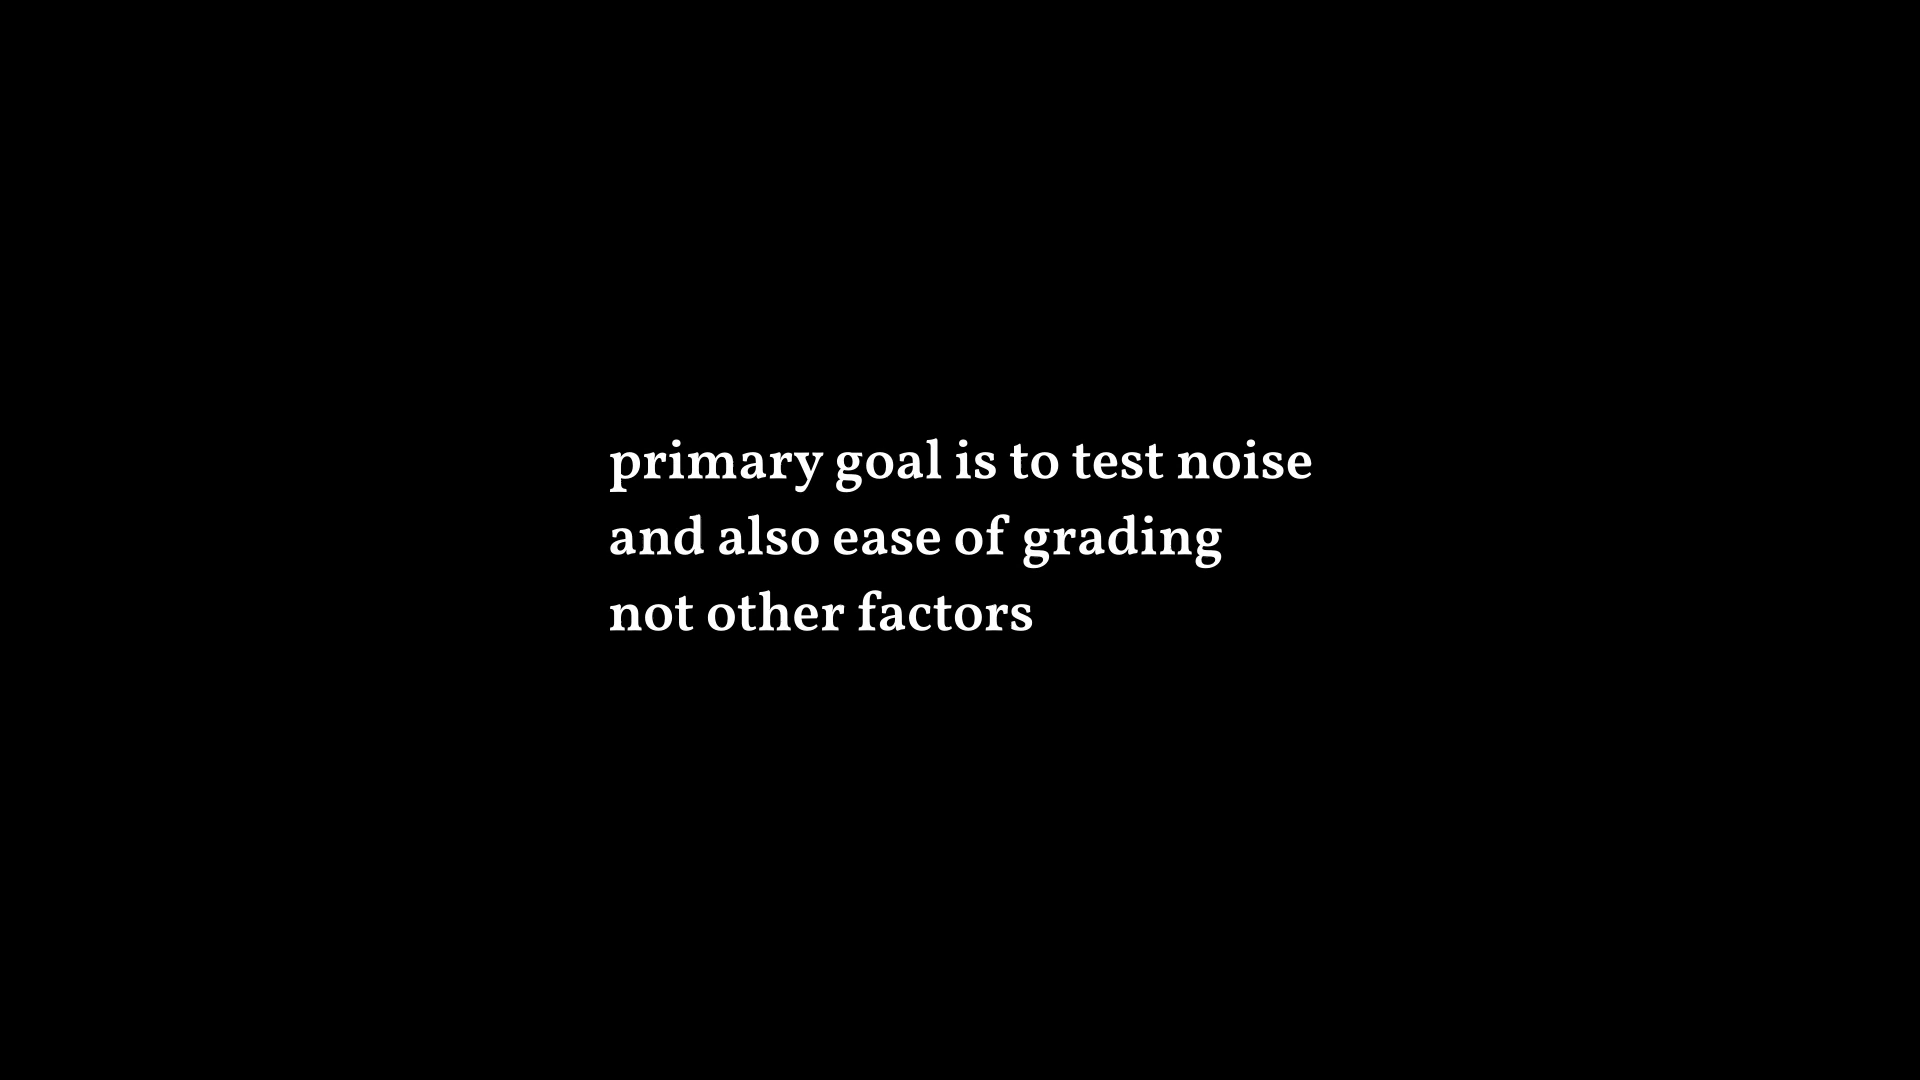 primary goal is to test noise
and also ease of grading
not other factors